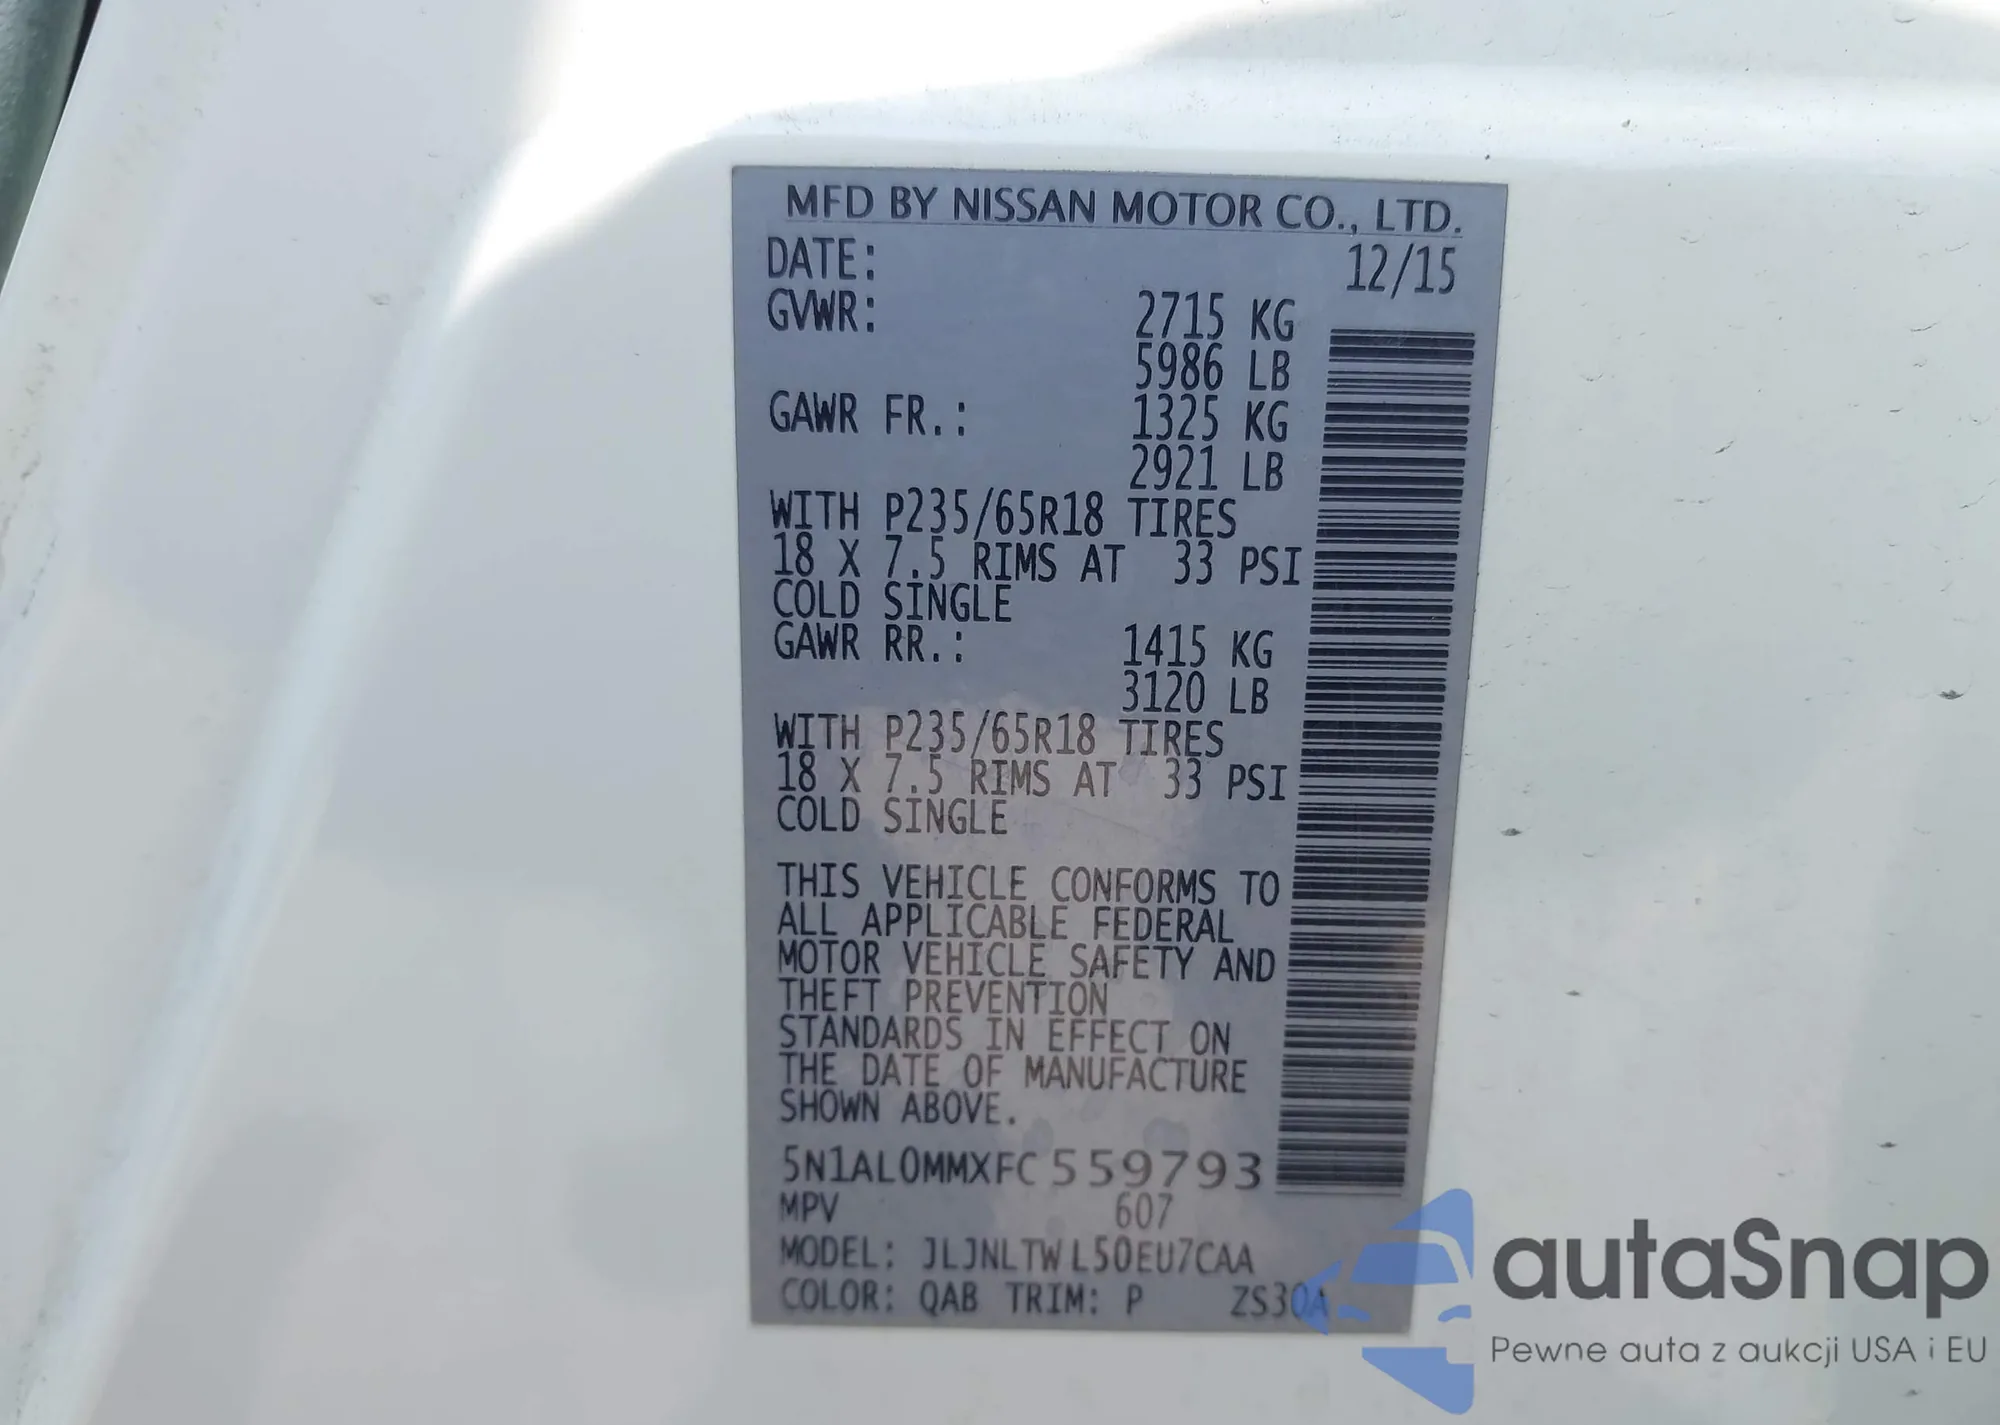 MFD BY NISSAN MOTOR CO., LTD.
DATE: 12/15
GVWR: 2715 KG
5986 LB
GAWR FR.: 1325 KG
2921 LB
WITH P235/65R18 TIRES
18 X 7.5 RIMS AT 33 PSI
COLD SINGLE
GAWR RR.: 1415 KG
3120 LB
WITH P235/65R18 TIRES
18 X 7.5 RIMS AT 33 PSI
COLD SINGLE
THIS VEHICLE CONFORMS TO
ALL APPLICABLE FEDERAL
MOTOR VEHICLE SAFETY AND
THEFT PREVENTION
STANDARDS IN EFFECT ON
THE DATE OF MANUFACTURE
SHOWN ABOVE.
5N1AL0MMXFC559793
MPV 607
MODEL: JLJNLTWL50EU7CAA
COLOR: QAB TRIM: P ZS30A
autaSnap
Pewne auta z aukcji USA i EU